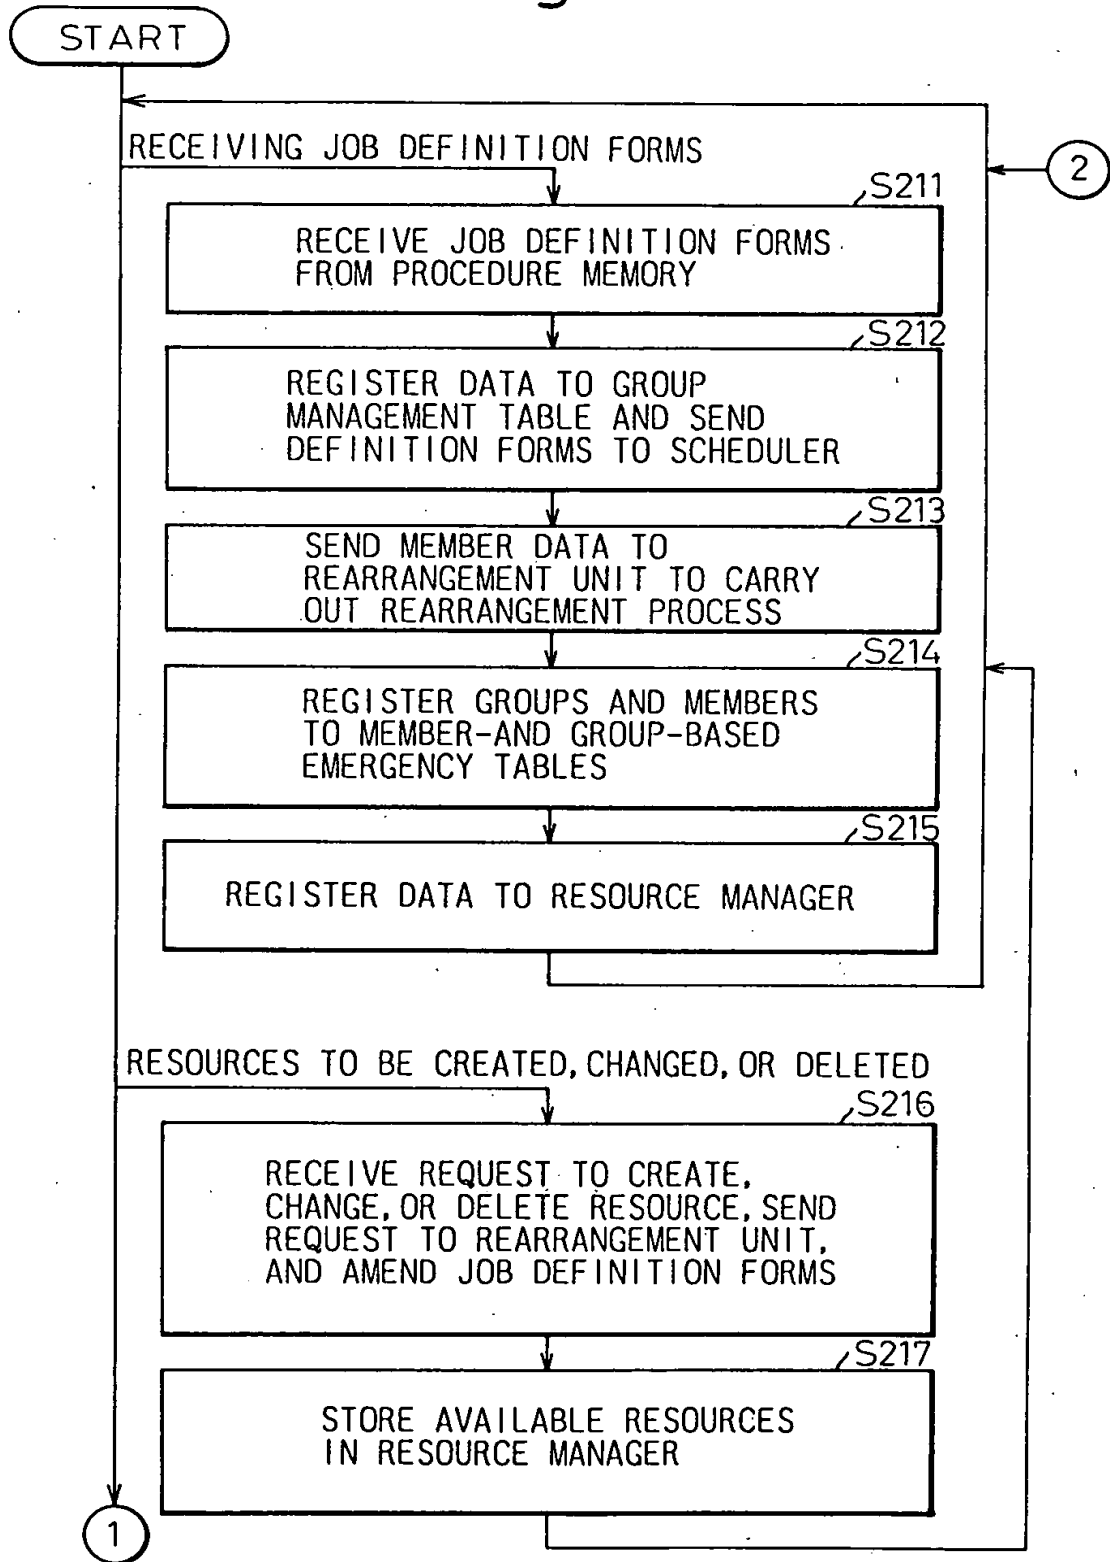 START
RECEIVING JOB DEFINITION FORMS
2
S211
RECEIVE JOB DEFINITION FORMS
FROM PROCEDURE MEMORY
S212
REGISTER DATA TO GROUP
MANAGEMENT TABLE AND SEND
DEFINITION FORMS TO SCHEDULER
S213
SEND MEMBER DATA TO
REARRANGEMENT UNIT TO CARRY
OUT REARRANGEMENT PROCESS
S214
REGISTER GROUPS AND MEMBERS
TO MEMBER-AND GROUP-BASED
EMERGENCY TABLES
S215
REGISTER DATA TO RESOURCE MANAGER
RESOURCES TO BE CREATED, CHANGED, OR DELETED
S216
RECEIVE REQUEST TO CREATE,
CHANGE, OR DELETE RESOURCE, SEND
REQUEST TO REARRANGEMENT UNIT,
AND AMEND JOB DEFINITION FORMS
S217
STORE AVAILABLE RESOURCES
IN RESOURCE MANAGER
1